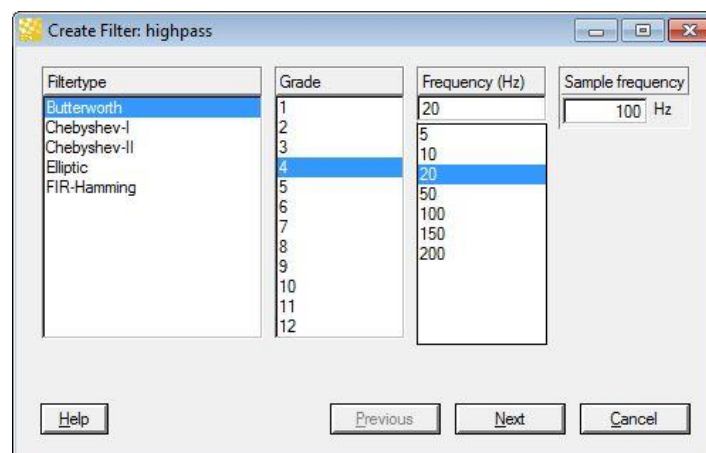 Create Filter: highpass
Filtertype
Butterworth
Chebyshev-I
Chebyshev-II
Elliptic
FIR-Hamming
Grade
1
2
3
4
5
6
7
8
9
10
11
12
Frequency (Hz)
20
5
10
20
50
100
150
200
Sample frequency
100 Hz
Help
Previous
Next
Cancel